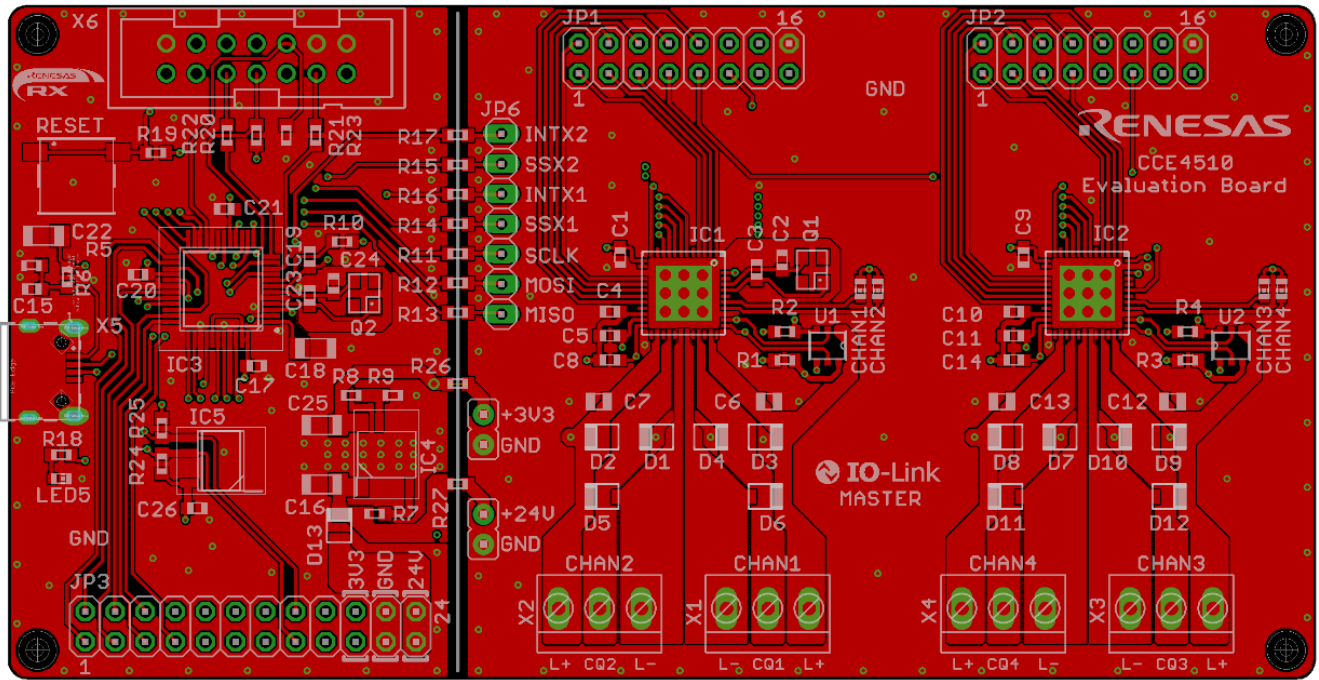 X6
JP1
16
JP2
16
RENESAS
RX
1
GND
1
RENESAS
CCE4510
Evaluation Board
RESET
R19
R22
R20
R21
R23
JP6
R17
INTX2
R15
SSX2
R16
INTX1
R14
SSX1
R11
SCLK
R12
MOSI
R13
MISO
C21
R10
C19
C24
C23
Q2
C22
R5
R6
C15
C20
X5
IC3
C17
C18
C1
IC1
C3
C2
Q1
C4
C5
C8
R2
R1
U1
CHAN1
CHAN2
C9
IC2
C10
C11
C14
R4
R3
U2
CHAN3
CHAN4
R26
R8
R9
C25
+3V3
GND
IC4
IC5
R25
R24
R18
LED5
C26
C16
R7
R27
D13
+24V
GND
C7
C6
D2
D1
D4
D3
D5
D6
C13
C12
D8
D7
D10
D9
D11
D12
IO-Link
MASTER
GND
JP3
3V3
GND
24V
24
1
CHAN2
X2
L+ CQ2 L-
CHAN1
X1
L- CQ1 L+
CHAN4
X4
L+ CQ4 L-
CHAN3
X3
L- CQ3 L+